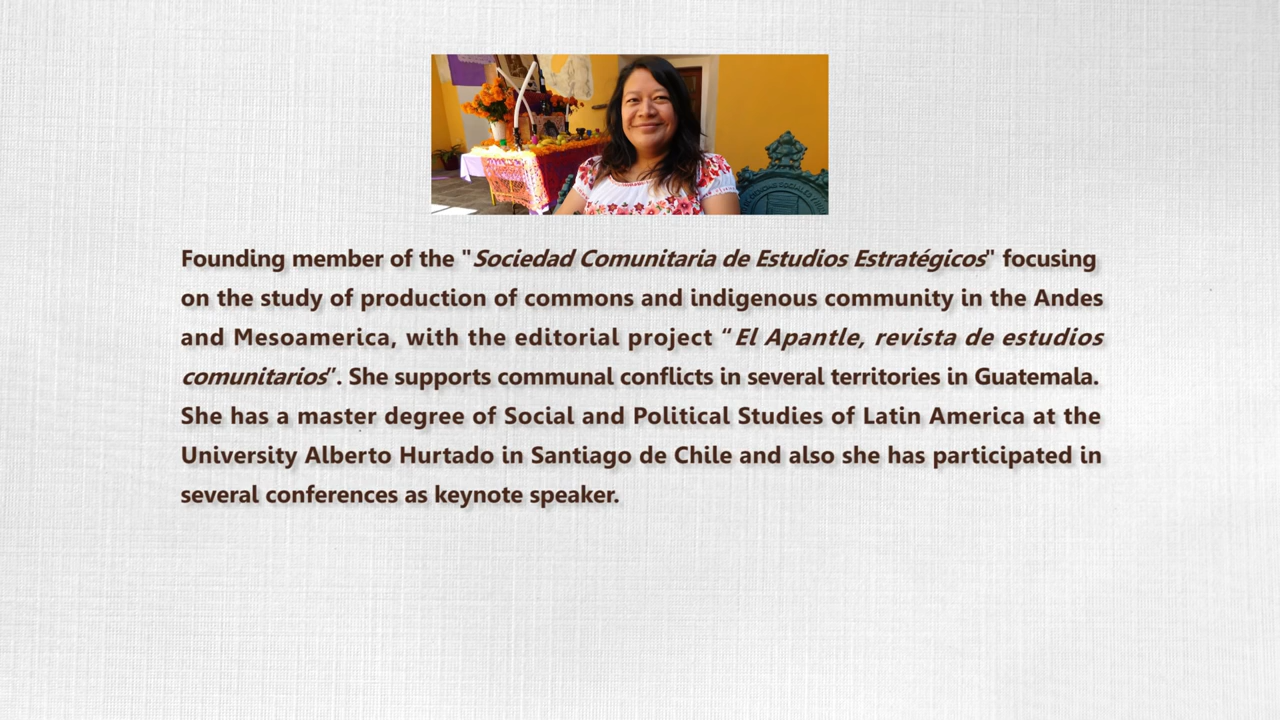 Founding member of the "Sociedad Comunitaria de Estudios Estratégicos" focusing
on the study of production of commons and indigenous community in the Andes
and Mesoamerica, with the editorial project “El Apantle, revista de estudios
comunitarios”. She supports communal conflicts in several territories in Guatemala.
She has a master degree of Social and Political Studies of Latin America at the
University Alberto Hurtado in Santiago de Chile and also she has participated in
several conferences as keynote speaker.